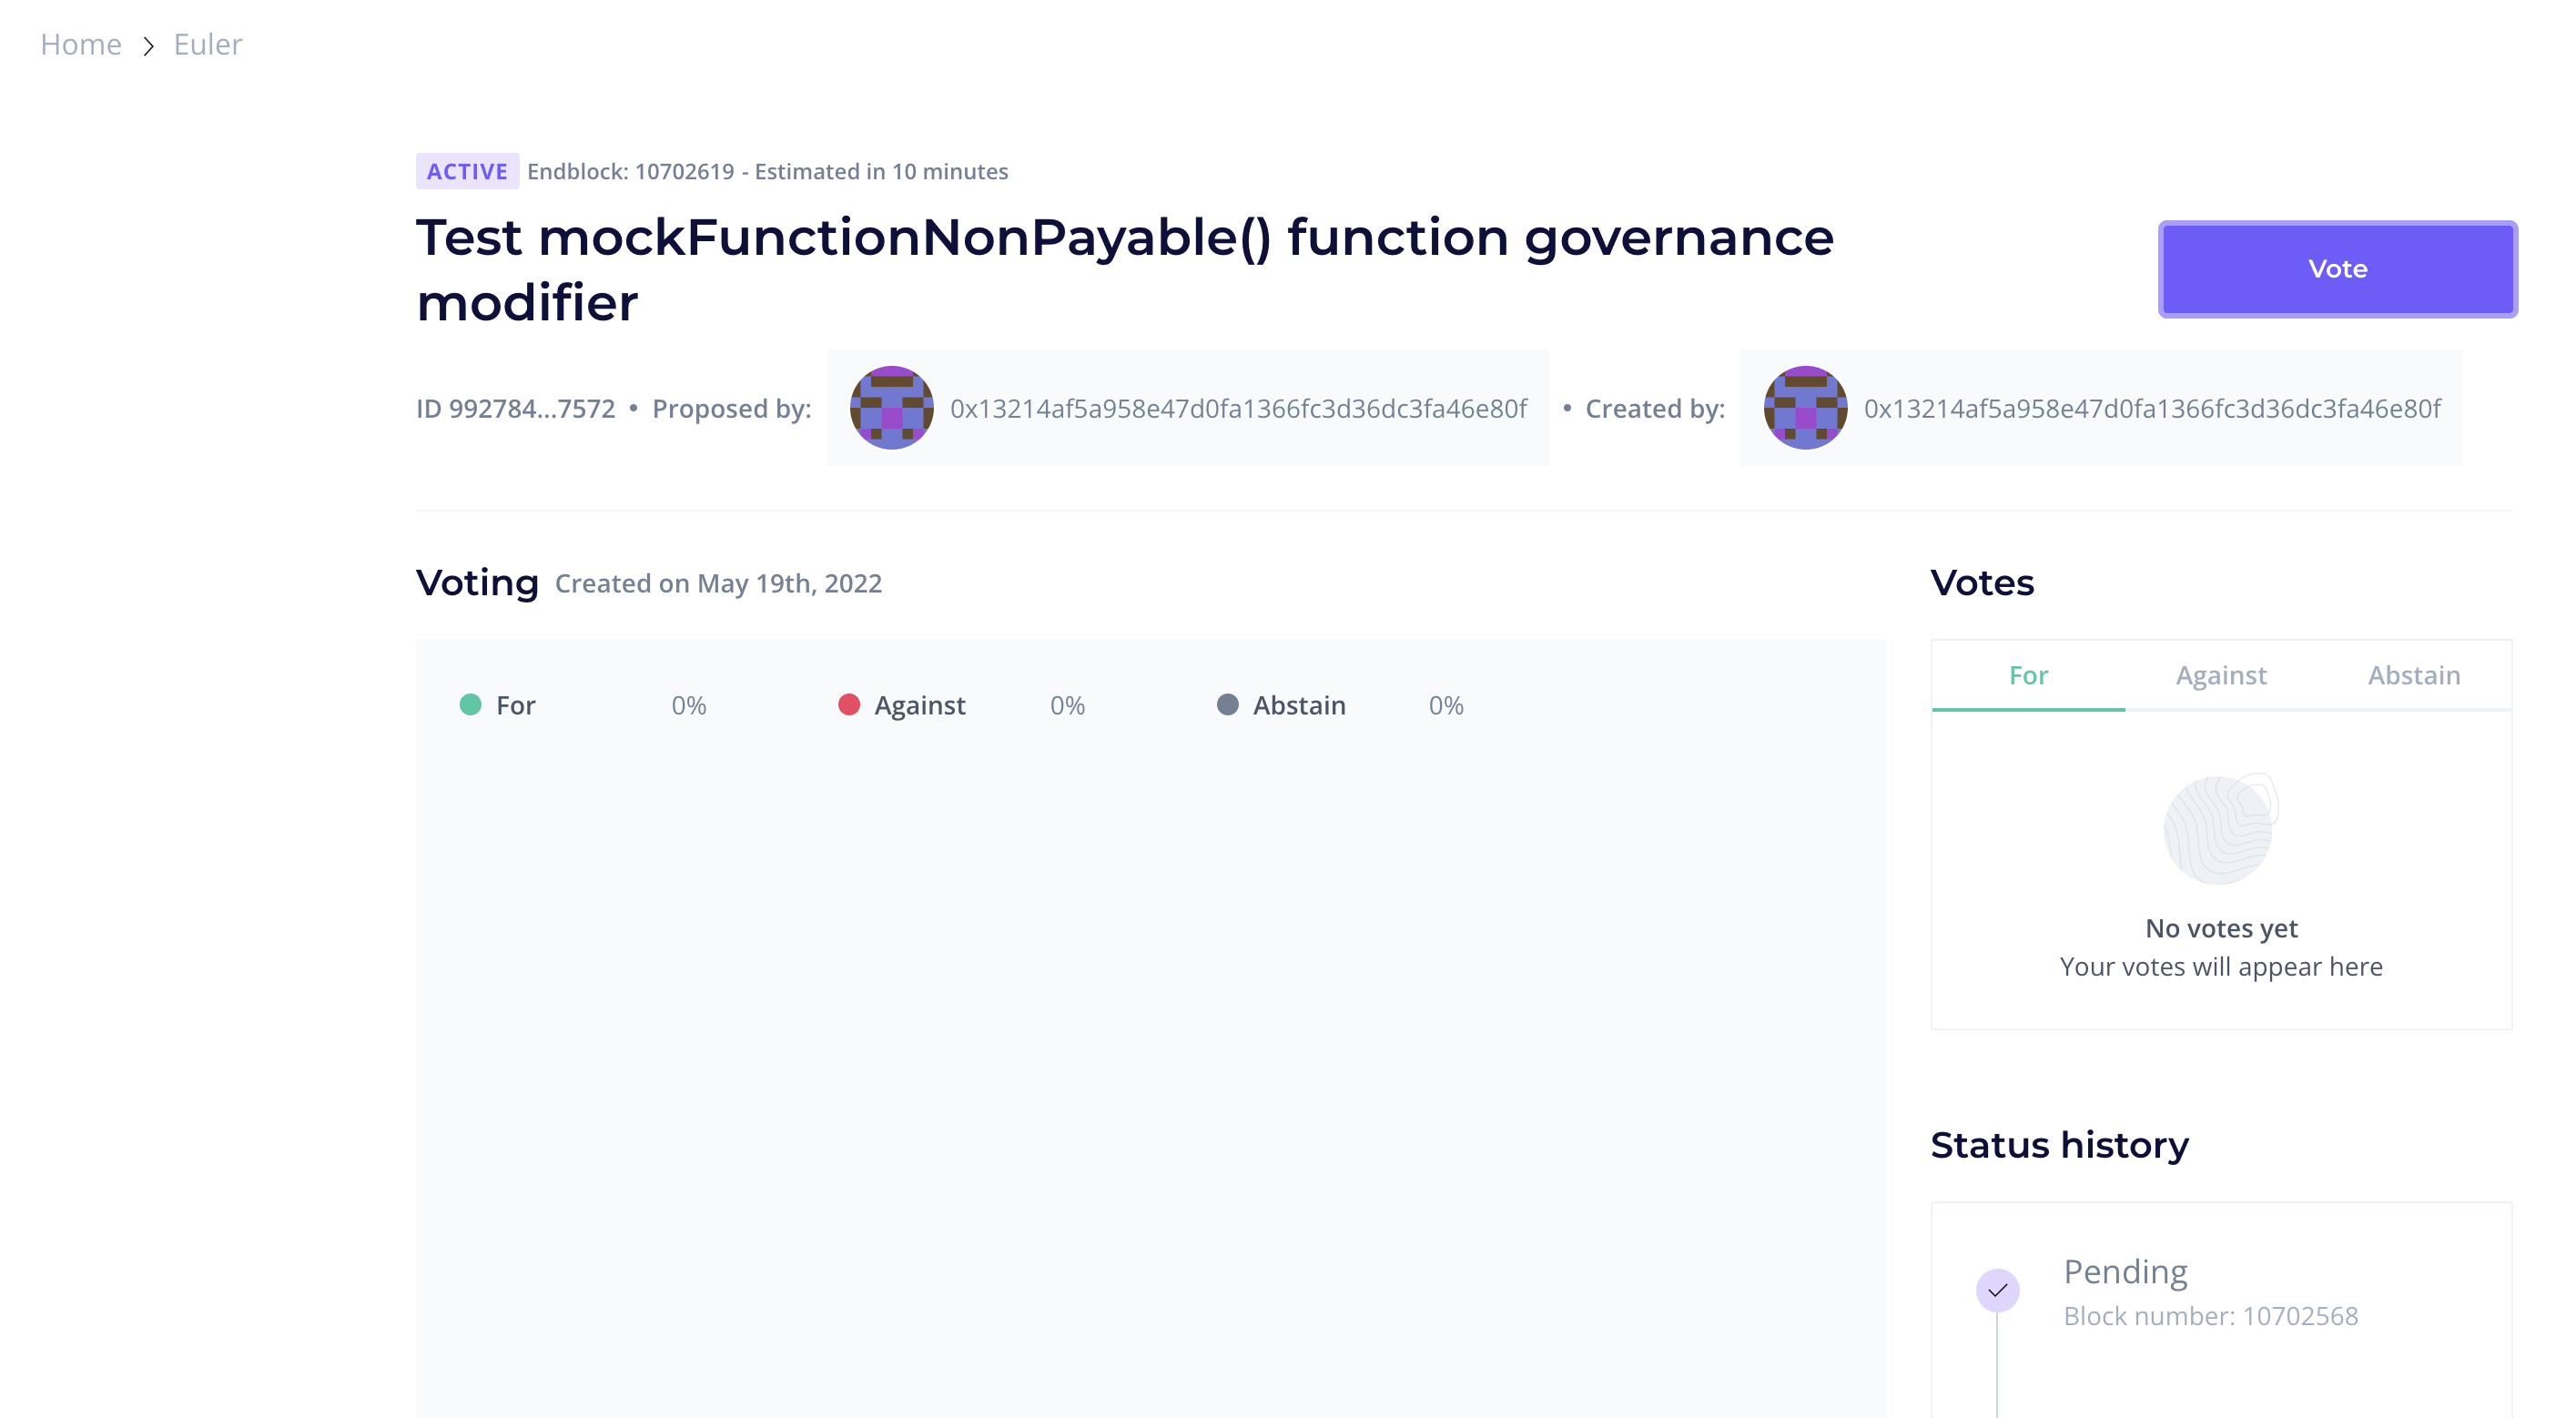 Home > Euler
ACTIVE Endblock: 10702619 - Estimated in 10 minutes
Test mockFunctionNonPayable() function governance
modifier
Vote
ID 992784...7572 • Proposed by: 0x13214af5a958e47d0fa1366fc3d36dc3fa46e80f • Created by: 0x13214af5a958e47d0fa1366fc3d36dc3fa46e80f
Voting Created on May 19th, 2022
For 0% Against 0% Abstain 0%
Votes
For Against Abstain
No votes yet
Your votes will appear here
Status history
Pending
Block number: 10702568